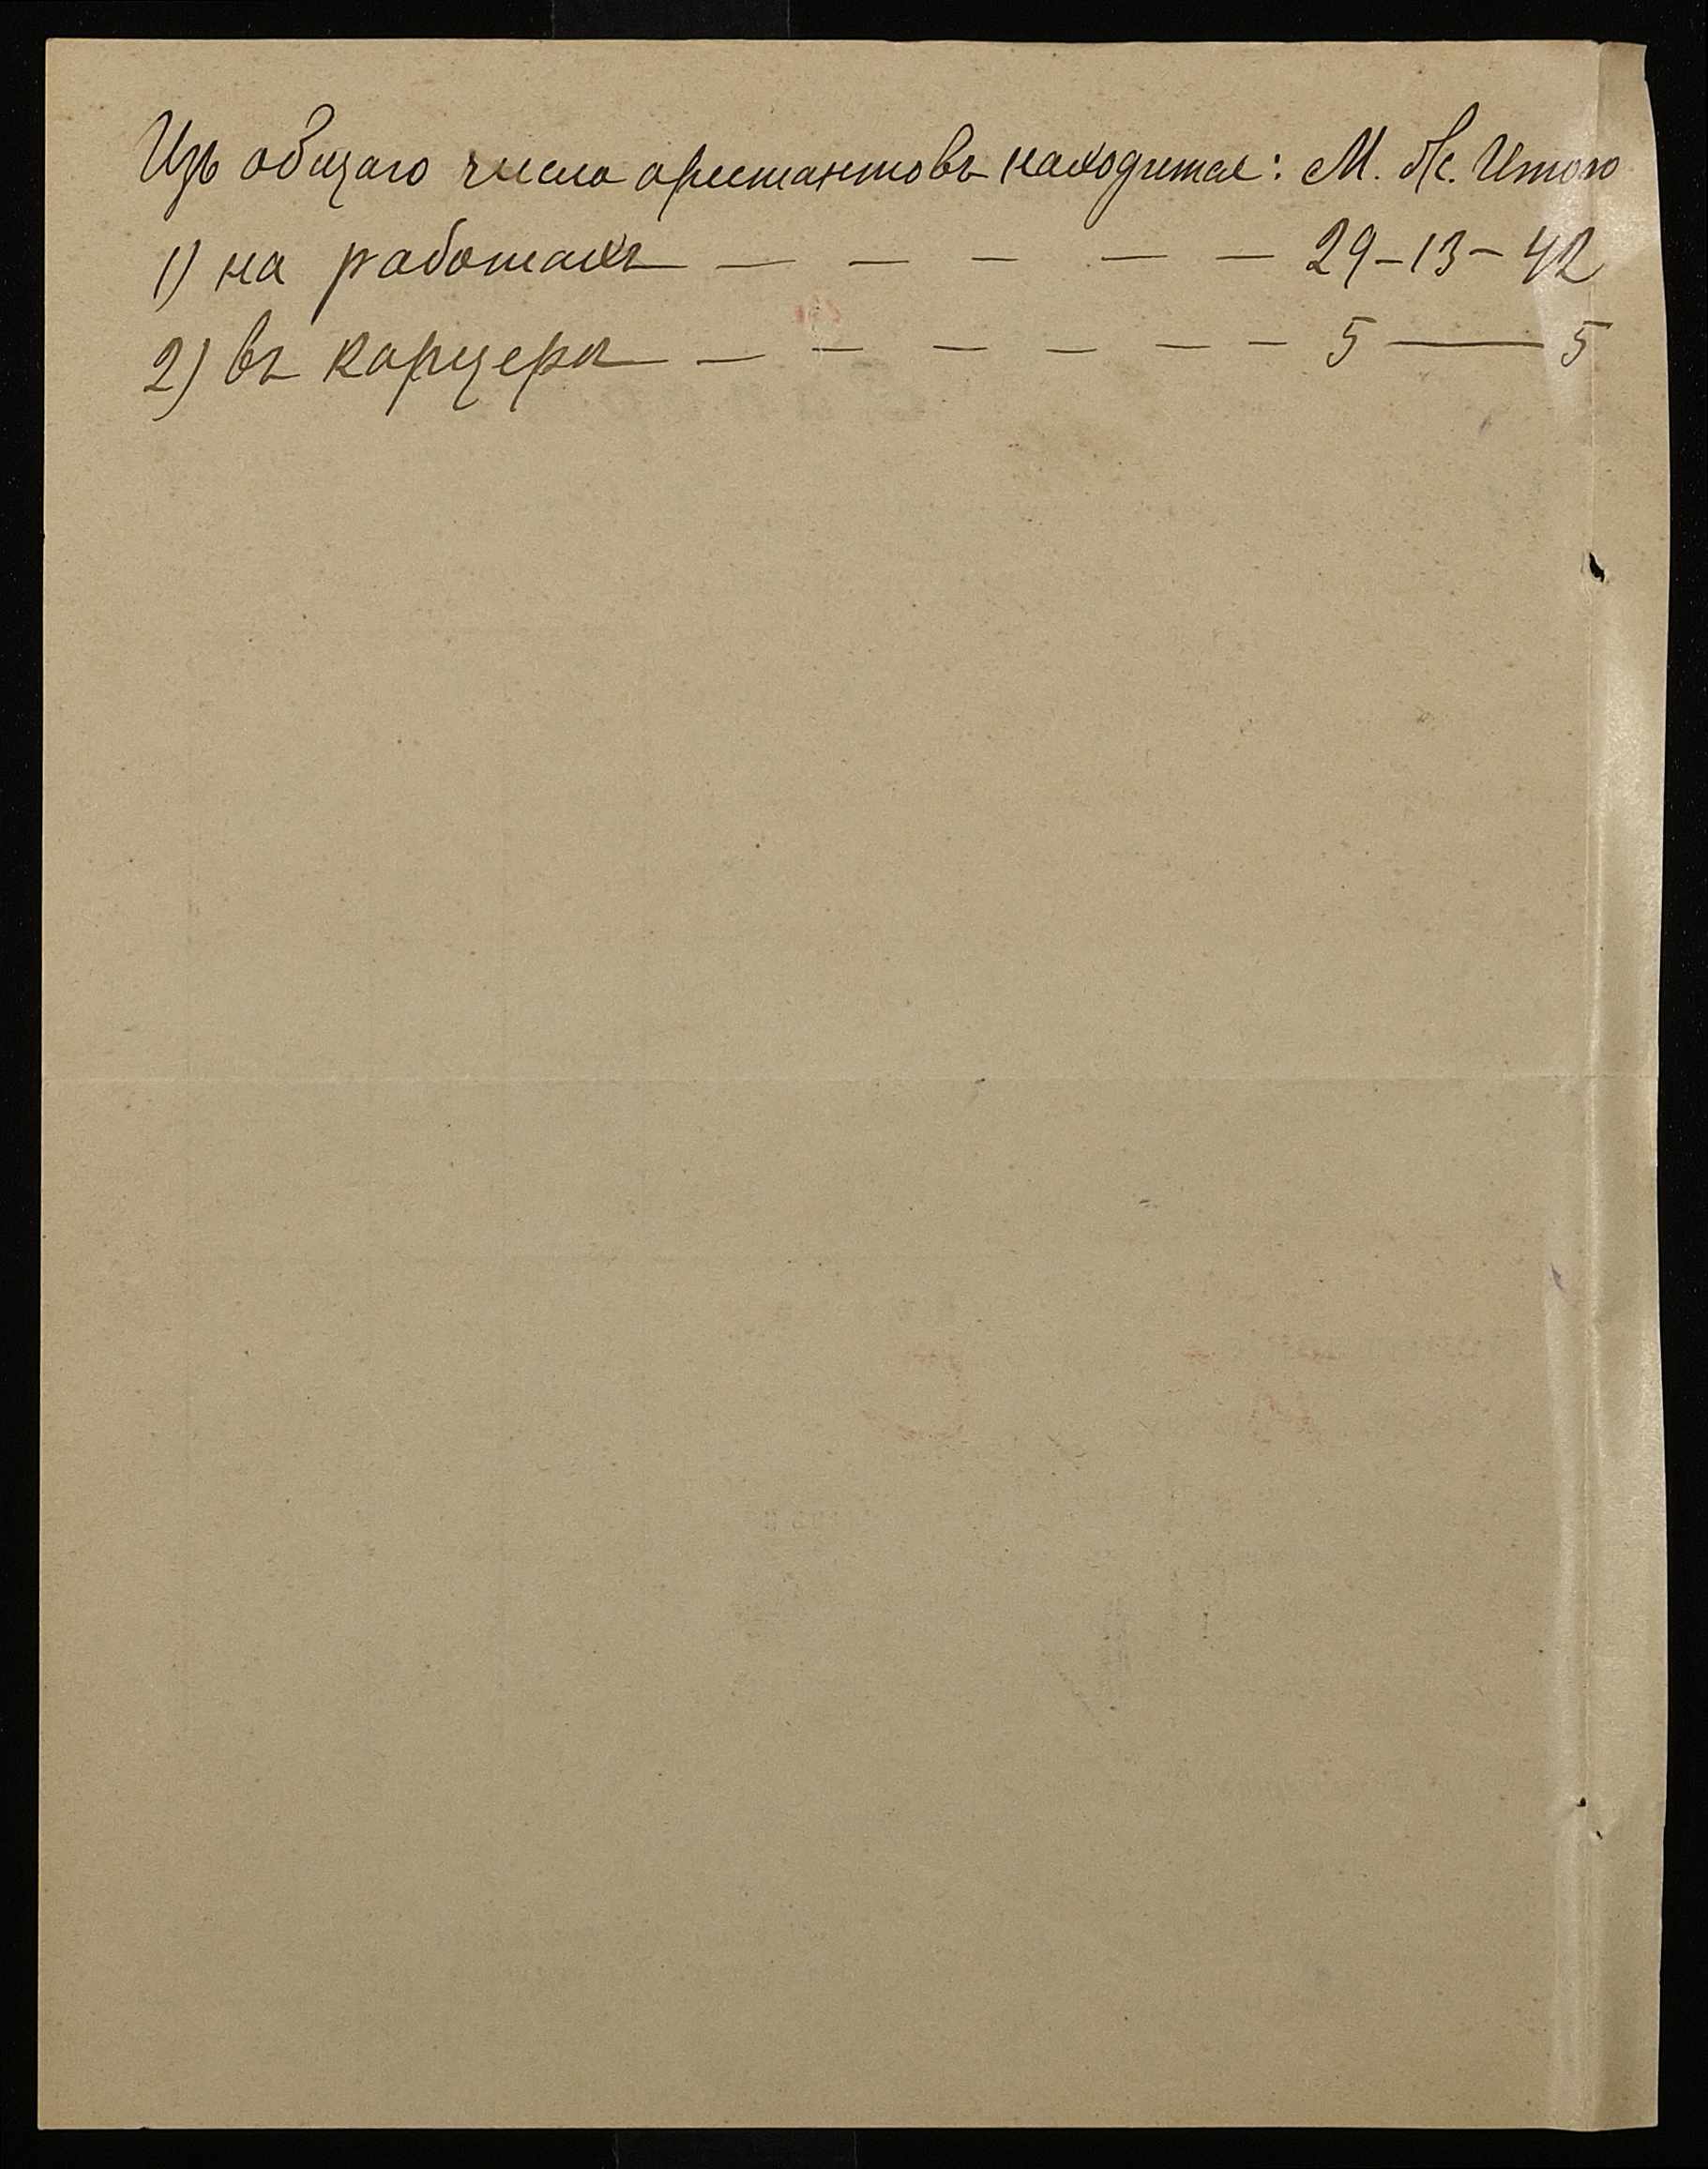 Изъ общаго числа арестантовъ находится: М. Ж. Итого
1) на работахъ — — — — — 29 – 13 – 42
2) въ карцерѣ — — — — — — 5 — 5